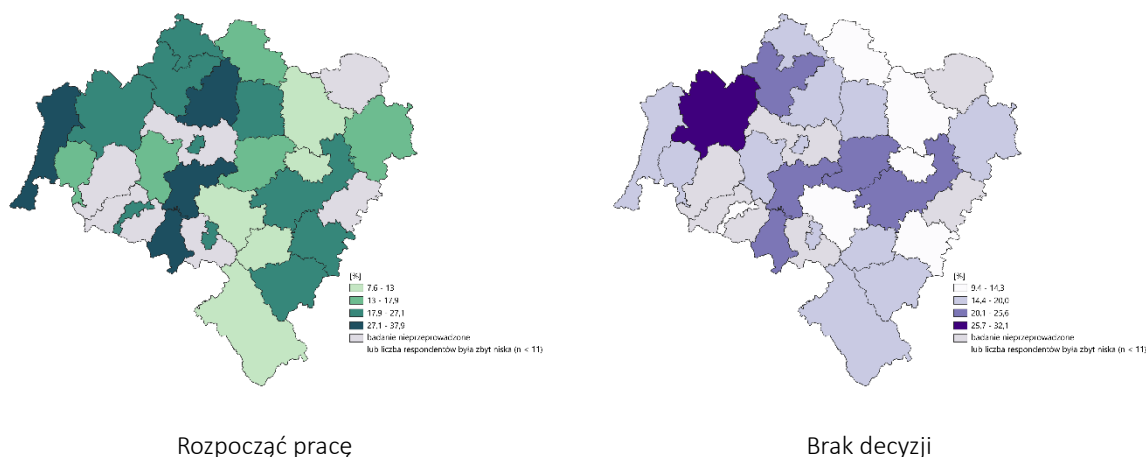 [%]
7,6 - 13
13 - 17,9
17,9 - 27,1
27,1 - 37,9
badanie nieprzeprowadzone
lub liczba respondentów była zbyt niska (n < 11)
Rozpocząć pracę
[%]
9,4 - 14,3
14,4 - 20,0
20,1 - 25,6
25,7 - 32,1
badanie nieprzeprowadzone
lub liczba respondentów była zbyt niska (n < 11)
Brak decyzji